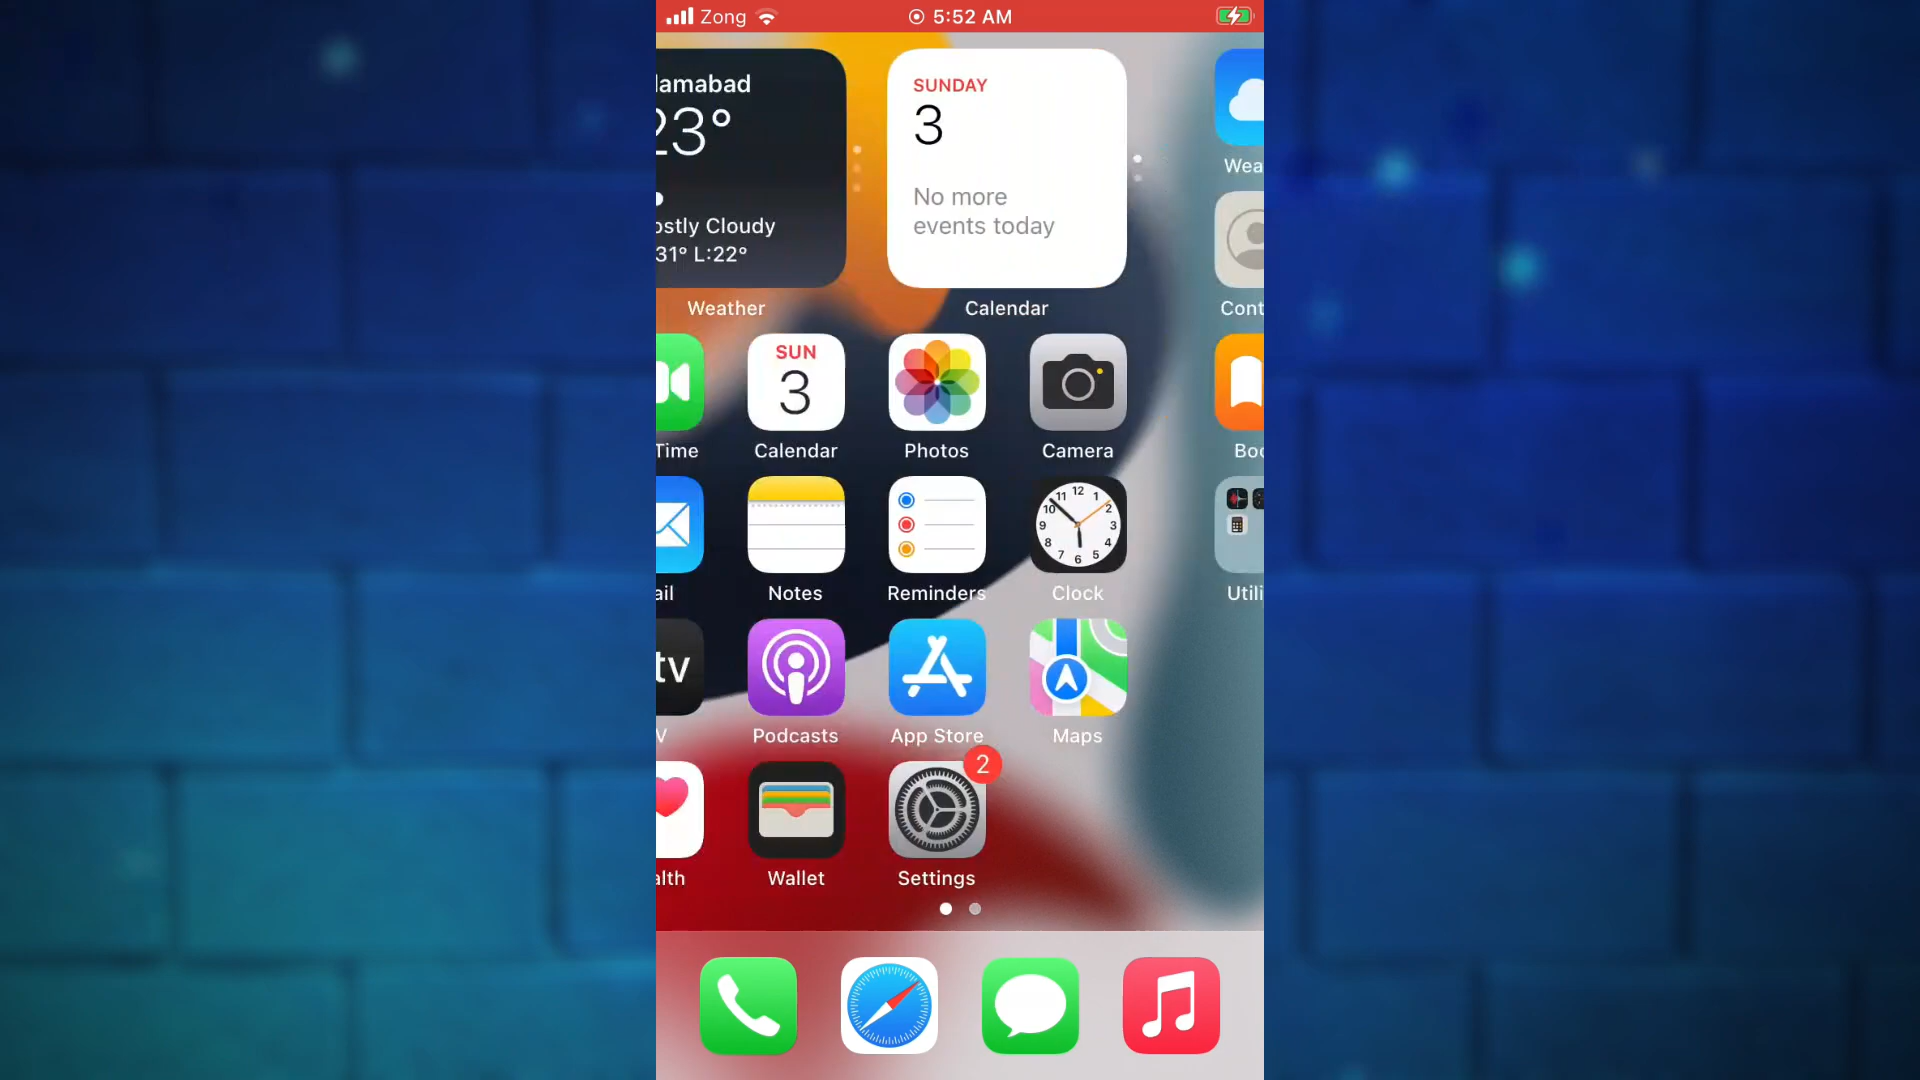 Zong 5:52 AM
lamabad
23°
ostly Cloudy
31° L:22°
Weather
SUNDAY
3
No more
events today
Calendar
Wea
Cont
Time
SUN
3
Calendar
Photos
Camera
Boo
ail
Notes
Reminders
12 1 2 3 4 5 6 7 8 9 10 11
Clock
Utili
tv
V
Podcasts
App Store
Maps
alth
Wallet
2
Settings